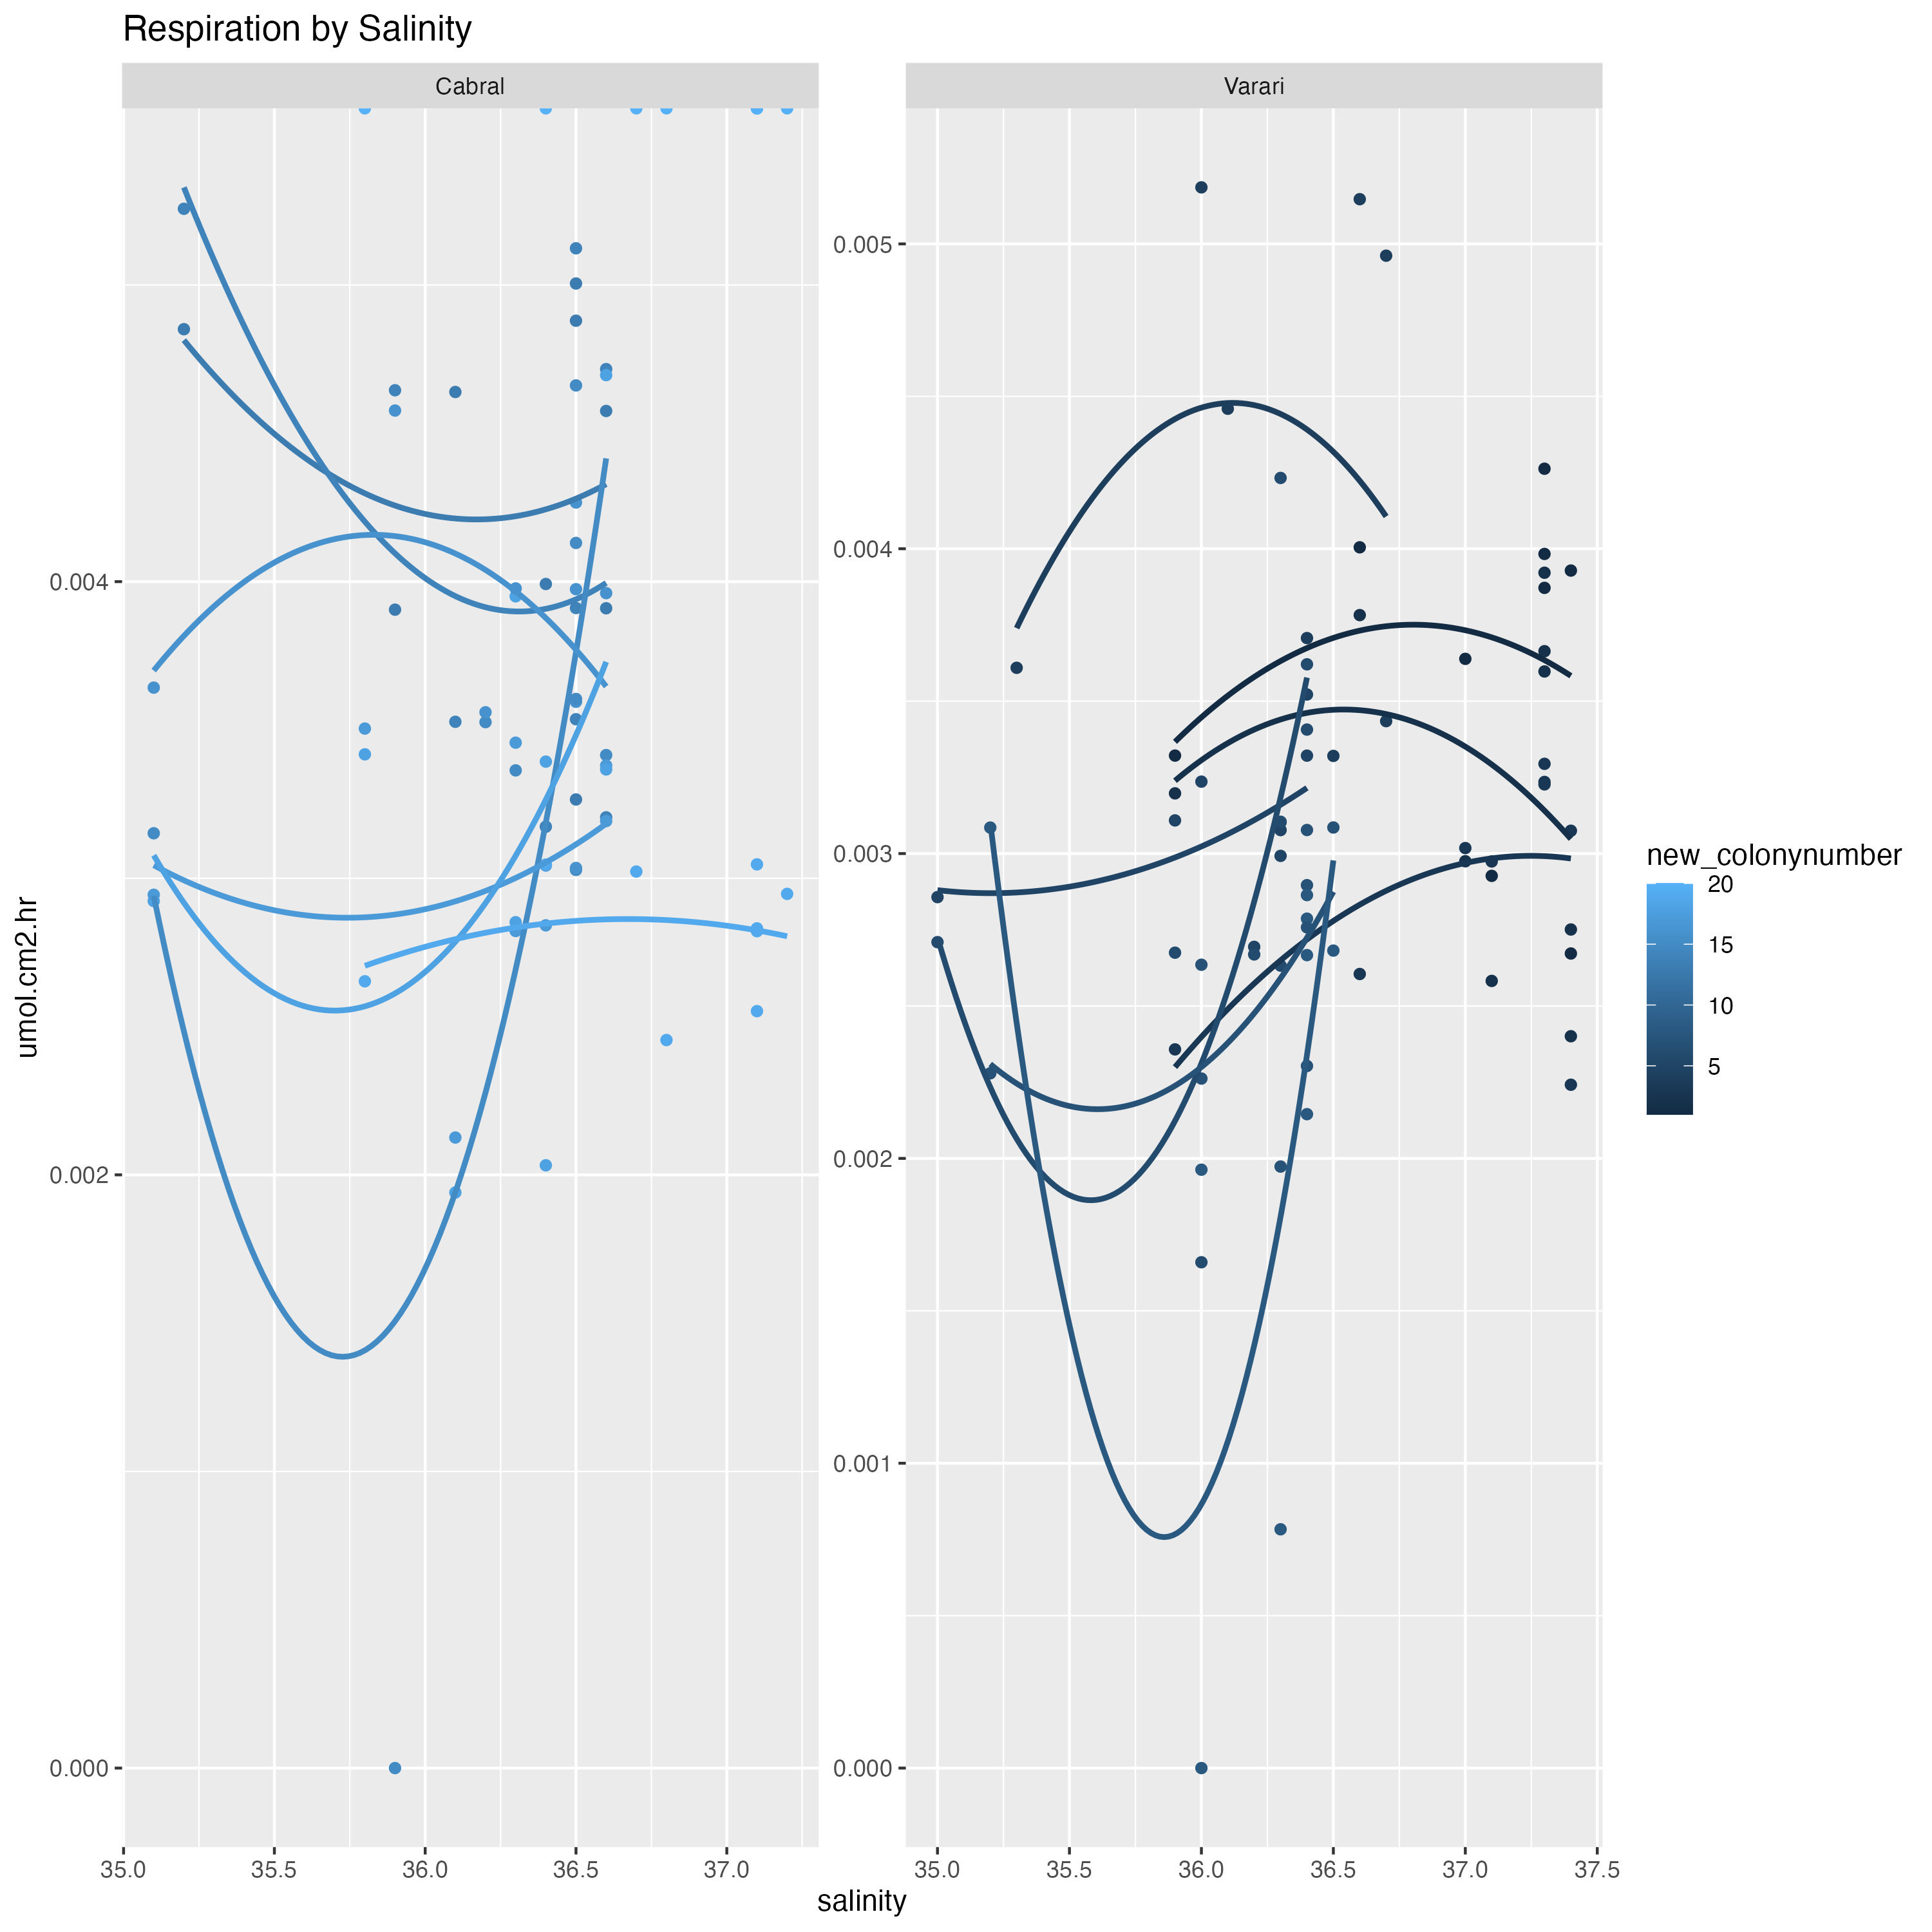 Respiration by Salinity
Cabral
Varari
umol.cm2.hr
0.004
0.002
0.000
0.005
0.004
0.003
0.002
0.001
0.000
35.0 35.5 36.0 36.5 37.0
35.0 35.5 36.0 36.5 37.0 37.5
salinity
new_colonynumber
20
15
10
5